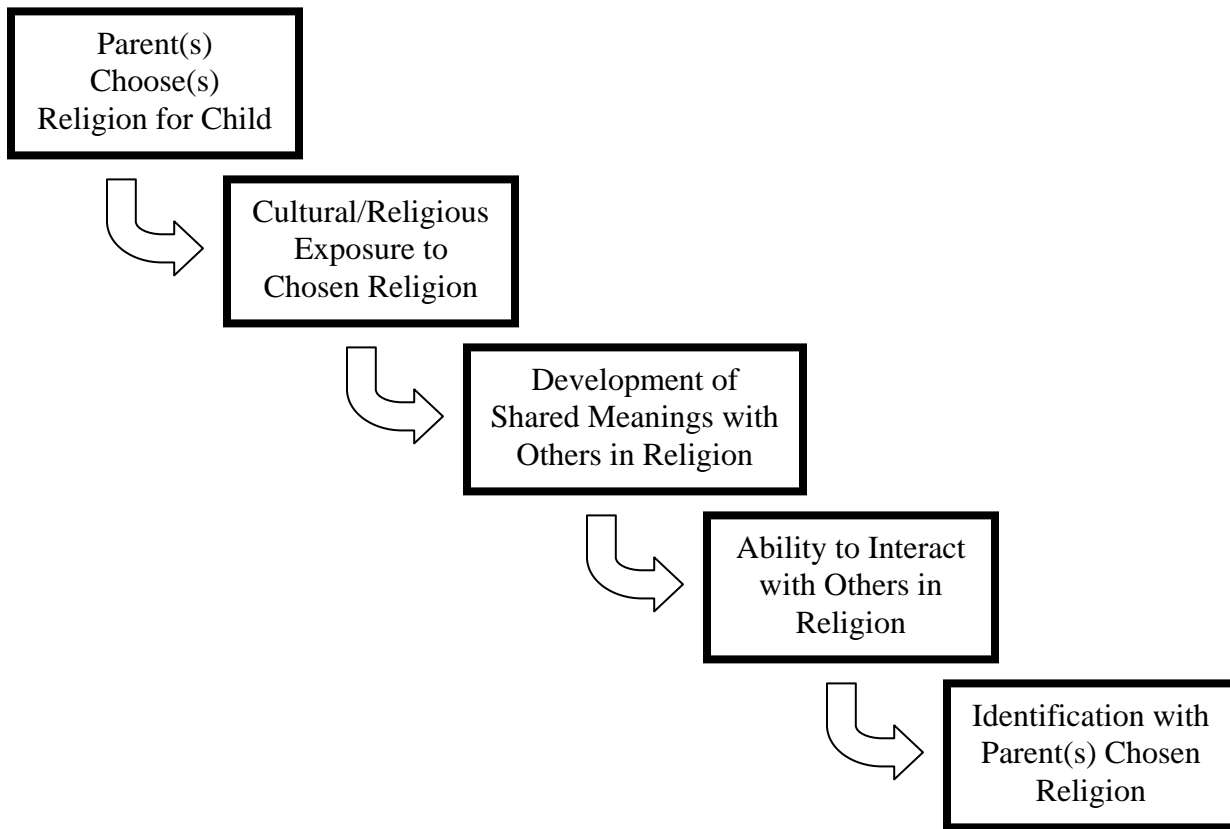 Parent(s)
Choose(s)
Religion for Child
Cultural/Religious
Exposure to
Chosen Religion
Development of
Shared Meanings with
Others in Religion
Ability to Interact
with Others in
Religion
Identification with
Parent(s) Chosen
Religion